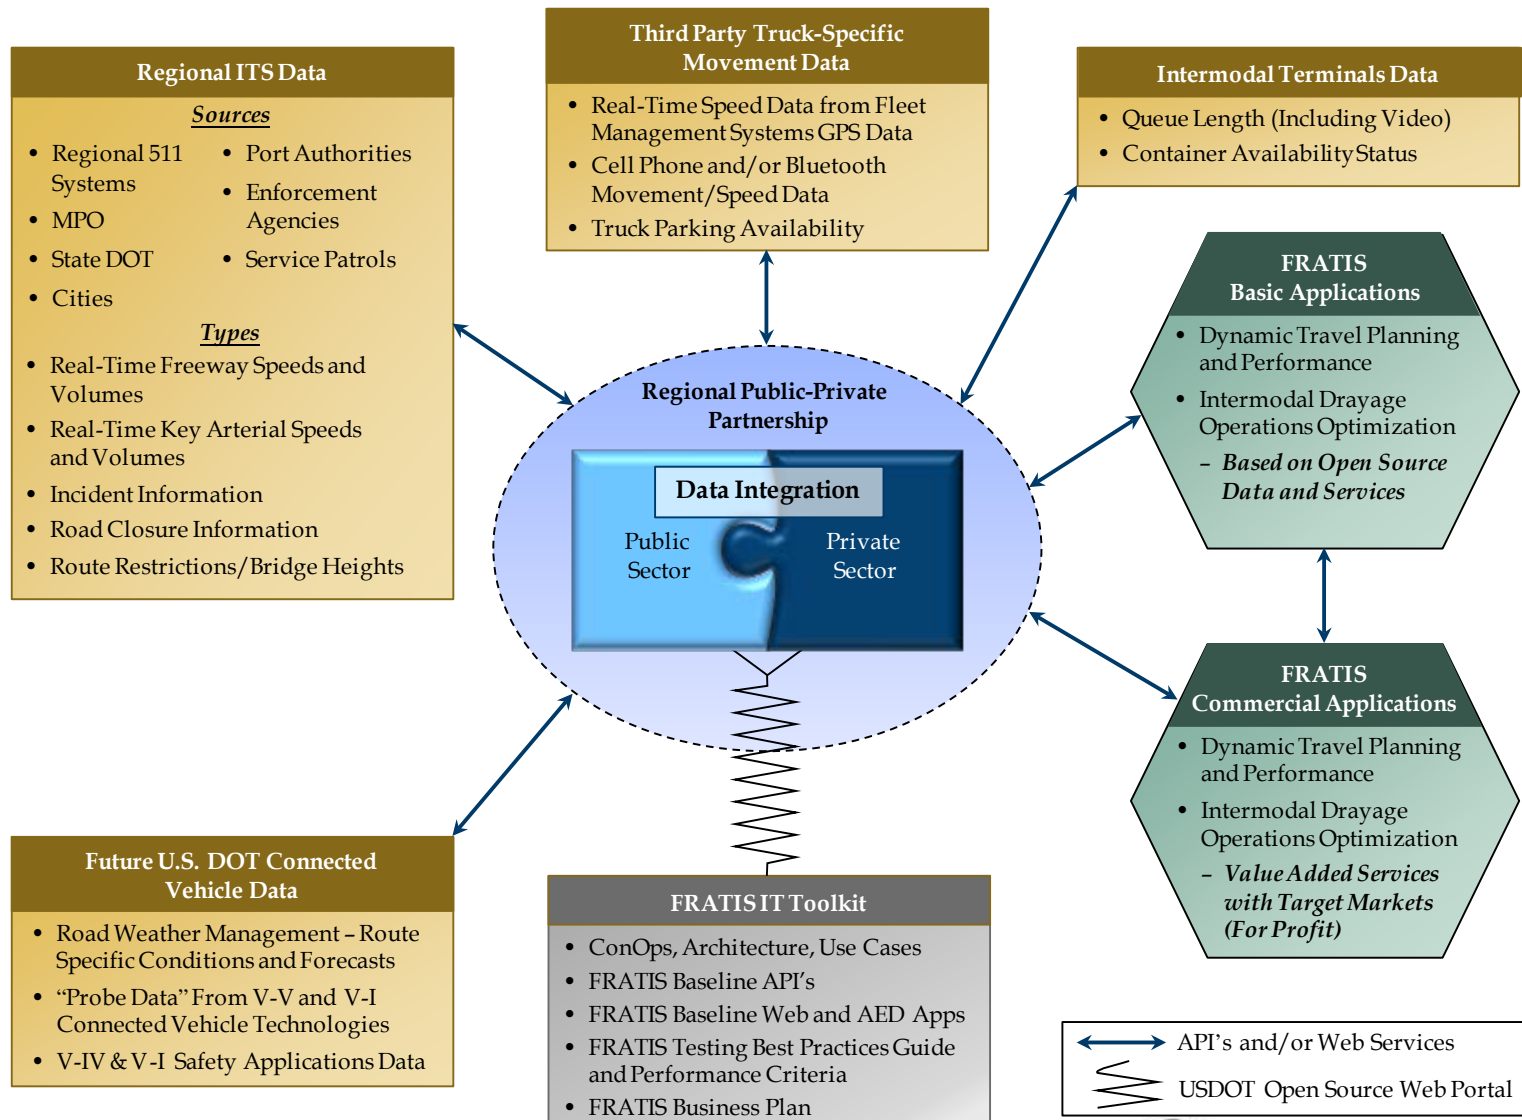 Regional ITS Data
Sources
• Regional 511
Systems
• MPO
• State DOT
• Cities
• Port Authorities
• Enforcement
Agencies
• Service Patrols
Types
• Real-Time Freeway Speeds and
Volumes
• Real-Time Key Arterial Speeds
and Volumes
• Incident Information
• Road Closure Information
• Route Restrictions/Bridge Heights
Third Party Truck-Specific
Movement Data
• Real-Time Speed Data from Fleet
Management Systems GPS Data
• Cell Phone and/or Bluetooth
Movement/Speed Data
• Truck Parking Availability
Intermodal Terminals Data
• Queue Length (Including Video)
• Container Availability Status
FRATIS
Basic Applications
• Dynamic Travel Planning
and Performance
• Intermodal Drayage
Operations Optimization
– Based on Open Source
Data and Services
Regional Public-Private
Partnership
Data Integration
Public
Sector
Private
Sector
FRATIS
Commercial Applications
• Dynamic Travel Planning
and Performance
• Intermodal Drayage
Operations Optimization
– Value Added Services
with Target Markets
(For Profit)
Future U.S. DOT Connected
Vehicle Data
• Road Weather Management – Route
Specific Conditions and Forecasts
• “Probe Data” From V-V and V-I
Connected Vehicle Technologies
• V-IV & V-I Safety Applications Data
FRATIS IT Toolkit
• ConOps, Architecture, Use Cases
• FRATIS Baseline API’s
• FRATIS Baseline Web and AED Apps
• FRATIS Testing Best Practices Guide
and Performance Criteria
• FRATIS Business Plan
API’s and/or Web Services
USDOT Open Source Web Portal